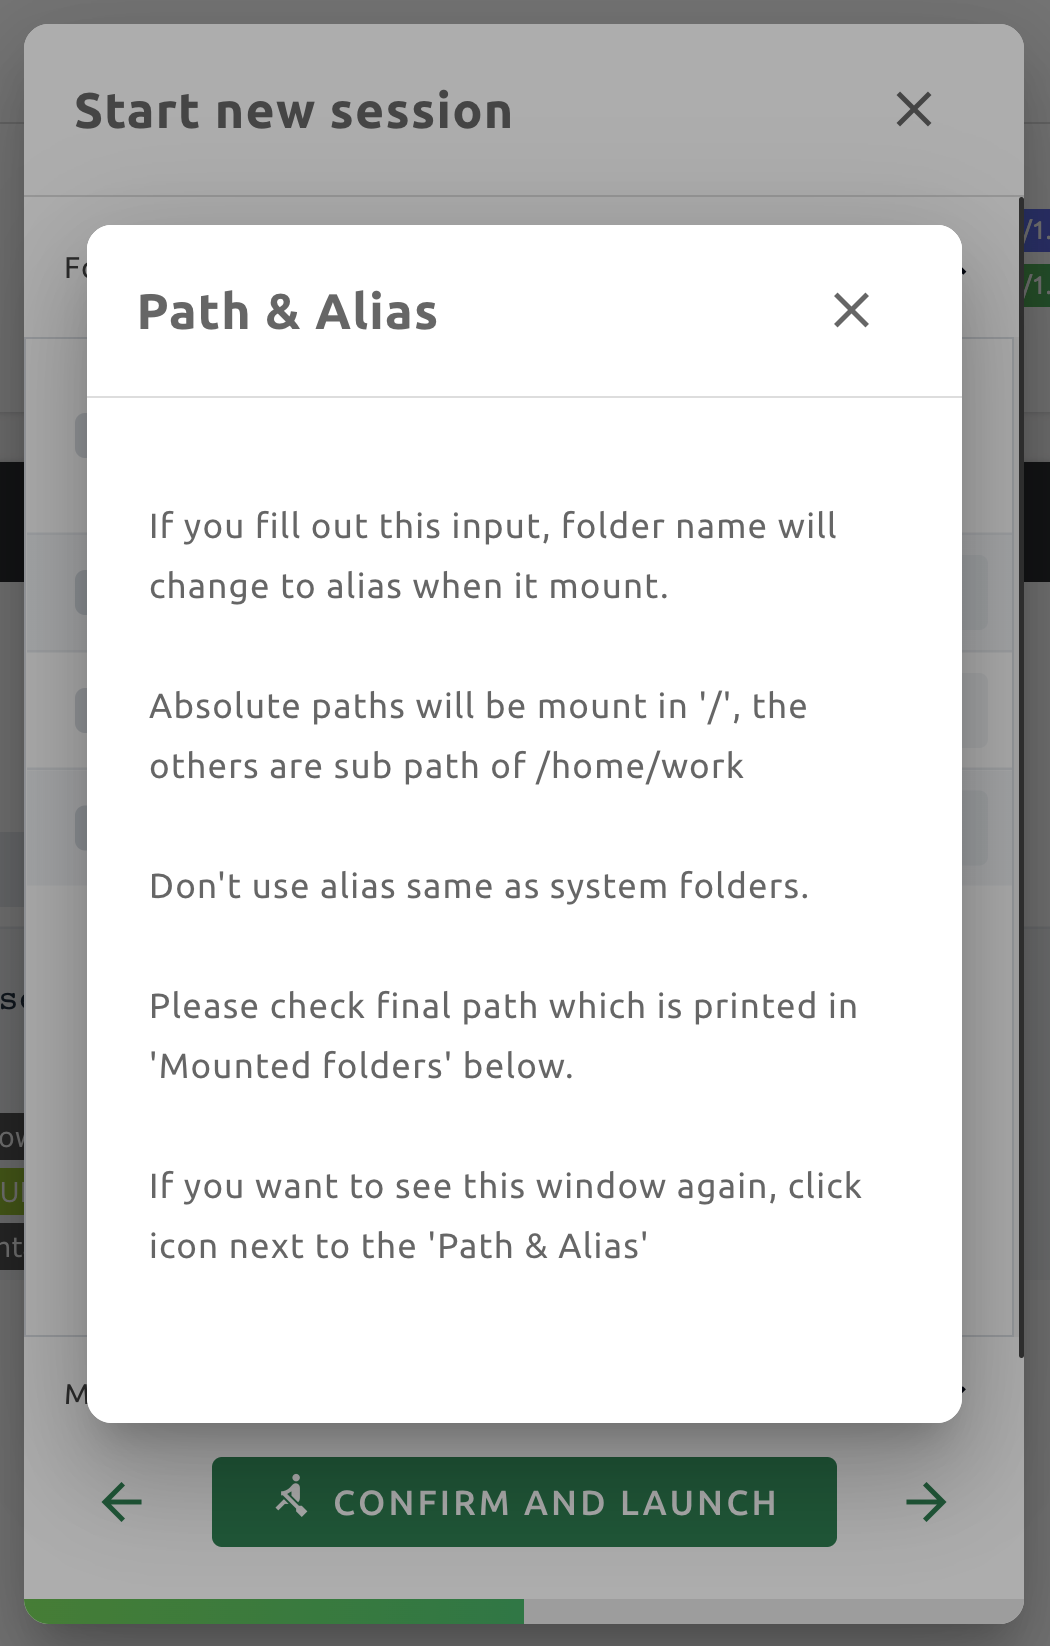 Start new session
/1.
/1.
Path & Alias
If you fill out this input, folder name will
change to alias when it mount.
Absolute paths will be mount in '/', the
others are sub path of /home/work
Don't use alias same as system folders.
Please check final path which is printed in
'Mounted folders' below.
If you want to see this window again, click
icon next to the 'Path & Alias'
CONFIRM AND LAUNCH